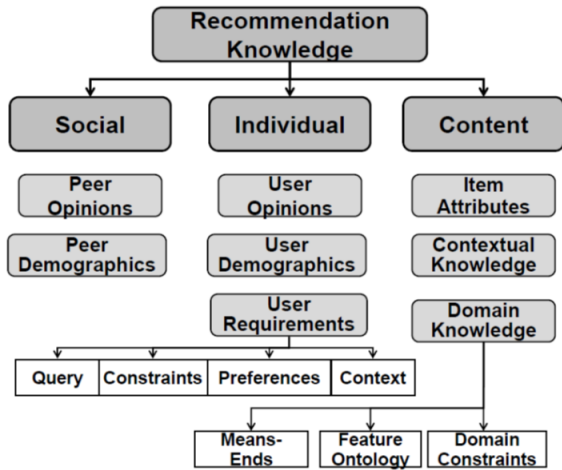 Recommendation
Knowledge
Social
Individual
Content
Peer
Opinions
User
Opinions
Item
Attributes
Peer
Demographics
User
Demographics
Contextual
Knowledge
User
Requirements
Domain
Knowledge
Query
Constraints
Preferences
Context
Means-
Ends
Feature
Ontology
Domain
Constraints